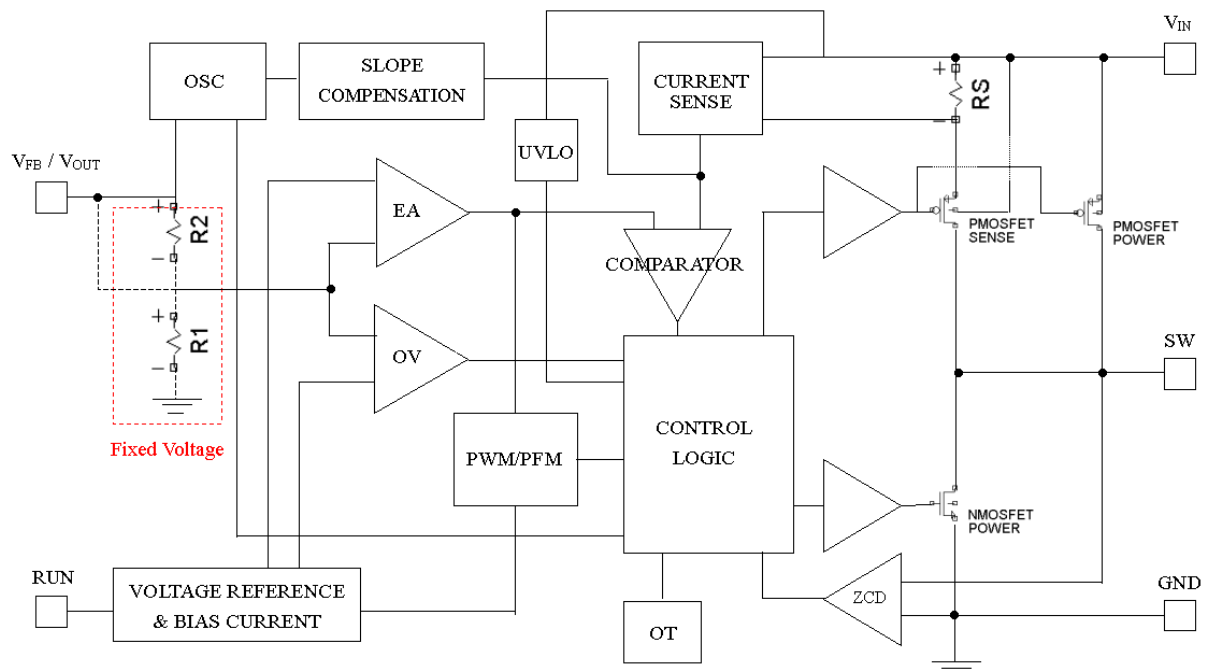 V_IN
OSC
SLOPE
COMPENSATION
CURRENT
SENSE
+
RS
−
UVLO
V_FB / V_OUT
+
R2
−
EA
COMPARATOR
PMOSFET
SENSE
PMOSFET
POWER
+
R1
−
OV
SW
Fixed Voltage
PWM/PFM
CONTROL
LOGIC
NMOSFET
POWER
RUN
VOLTAGE REFERENCE
& BIAS CURRENT
OT
ZCD
GND